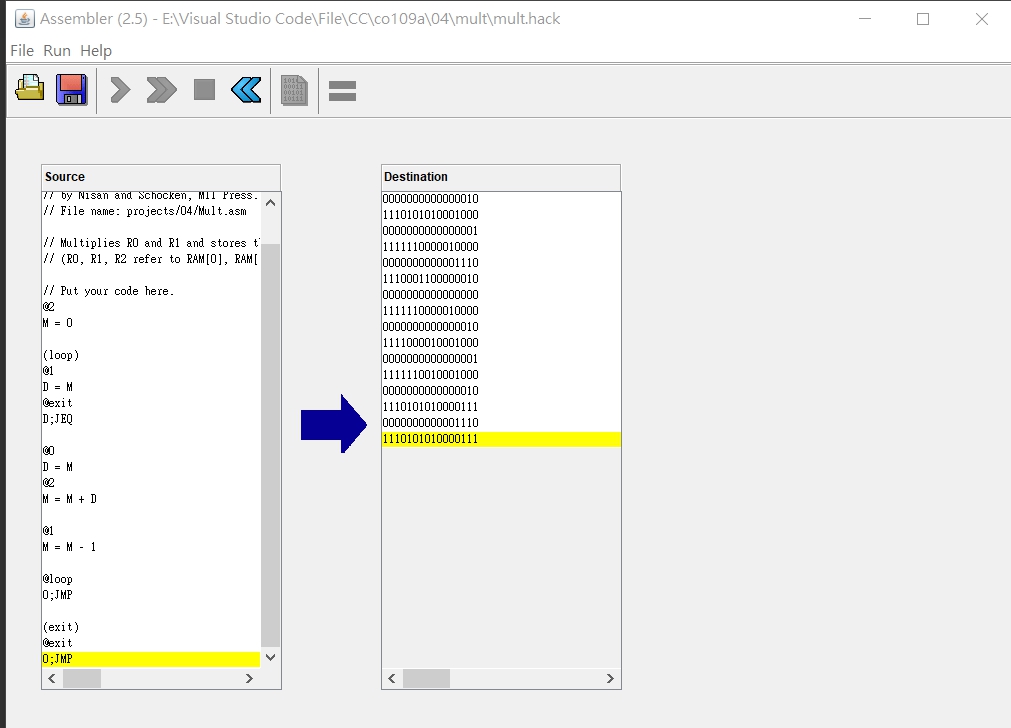 Assembler (2.5) - E:\Visual Studio Code\File\CC\co109a\04\mult\mult.hack
File Run Help
Source
// by Nisan and Schocken, MIT Press.
// File name: projects/04/Mult.asm
// Multiplies R0 and R1 and stores t
// (R0, R1, R2 refer to RAM[0], RAM[
// Put your code here.
@2
M = 0
(loop)
@1
D = M
@exit
D;JEQ
@0
D = M
@2
M = M + D
@1
M = M - 1
@loop
0;JMP
(exit)
@exit
0;JMP
Destination
0000000000000010
1110101010001000
0000000000000001
1111110000010000
0000000000001110
1110001100000010
0000000000000000
1111110000010000
0000000000000010
1111000010001000
0000000000000001
1111110010001000
0000000000000010
1110101010000111
0000000000001110
1110101010000111